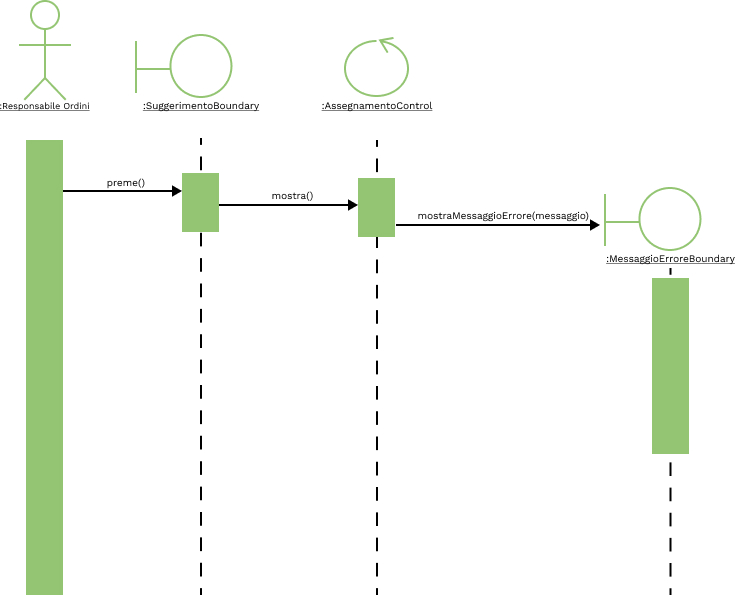 :Responsabile Ordini
:SuggerimentoBoundary
:AssegnamentoControl
preme()
mostra()
mostraMessaggioErrore(messaggio)
:MessaggioErroreBoundary